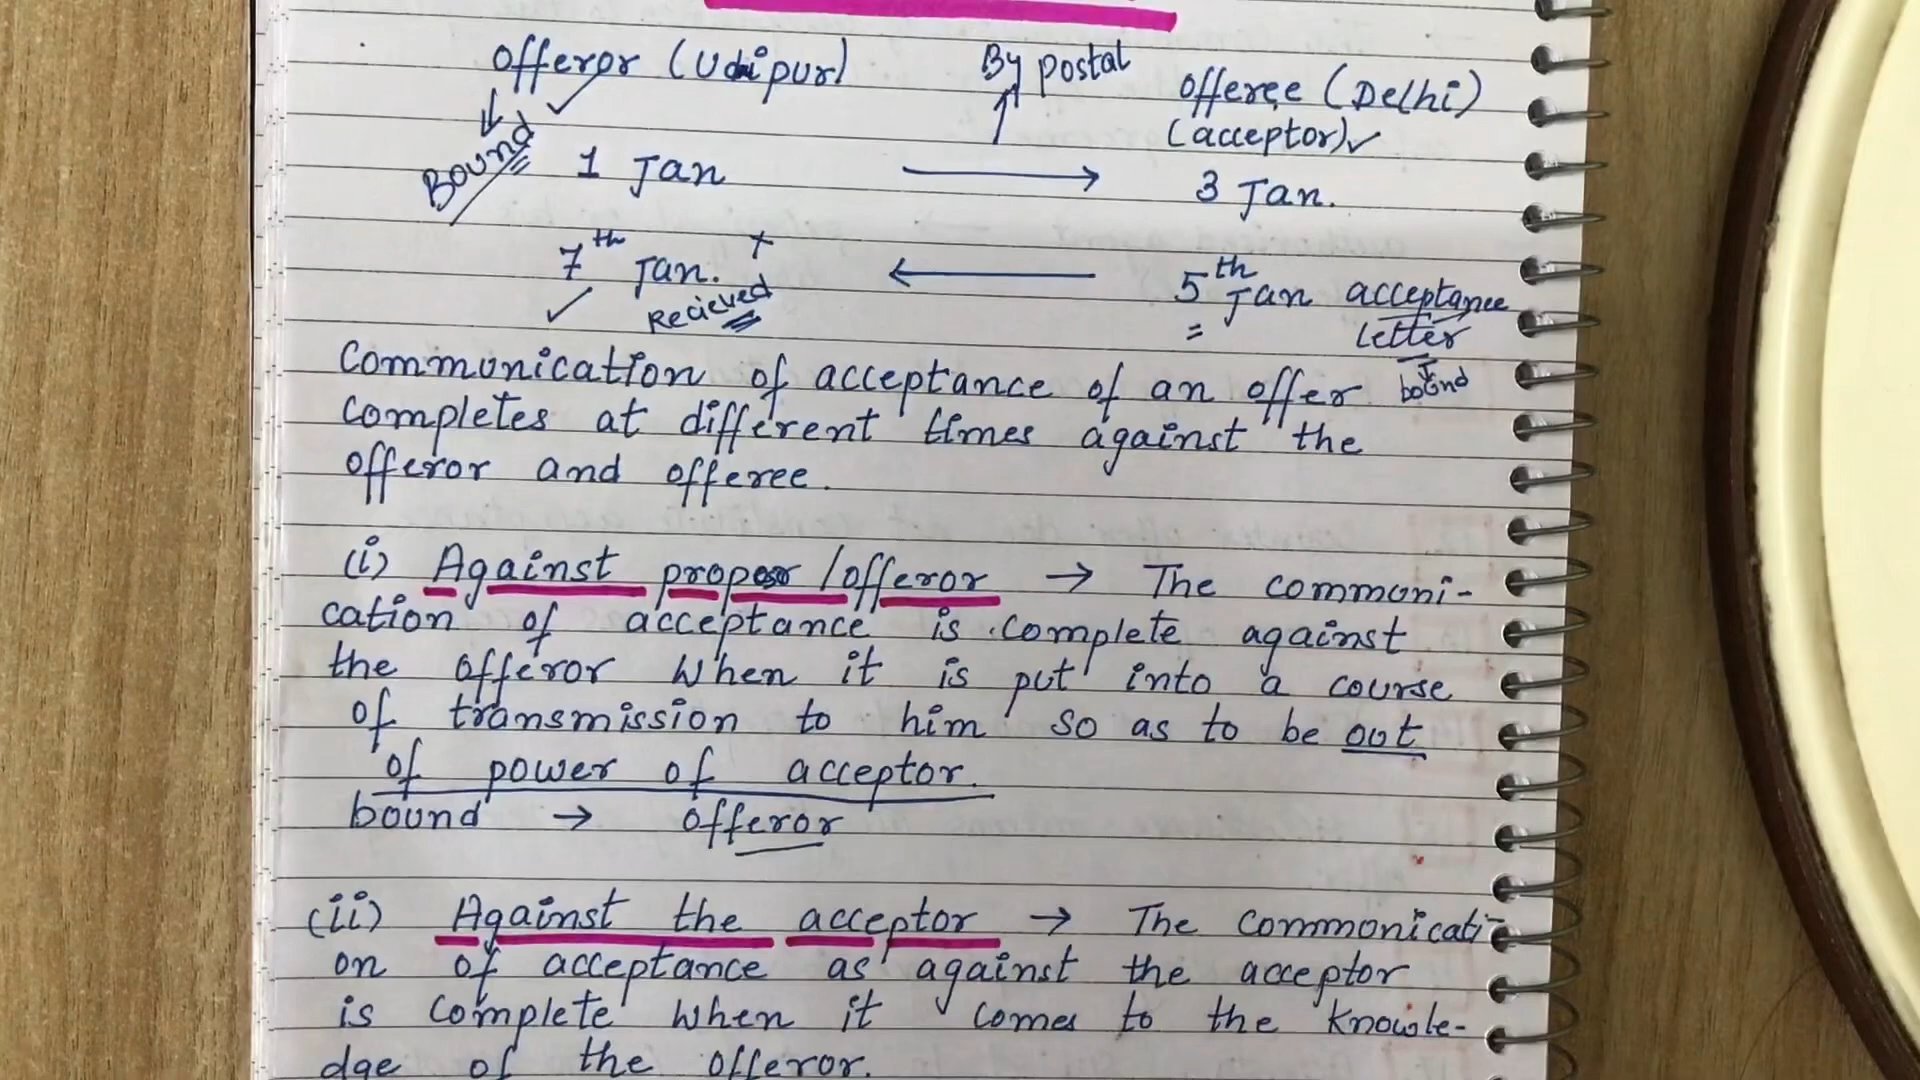 offeror (Udaipur)
By postal
offeree (Delhi)
(acceptor)✓
Bound
1 Jan
3 Jan.
7th Jan.
Recieved
5th Jan acceptance
letter
bound
Communication of acceptance of an offer
completes at different times against the
offeror and offeree.
(i) Against proposor / offeror → The communi-
cation of acceptance is complete against
the offeror when it is put into a course
of transmission to him so as to be out
of power of acceptor.
bound → offeror
(ii) Against the acceptor → The communicati-
on of acceptance as against the acceptor
is complete when it comes to the knowle-
dge of the offeror.